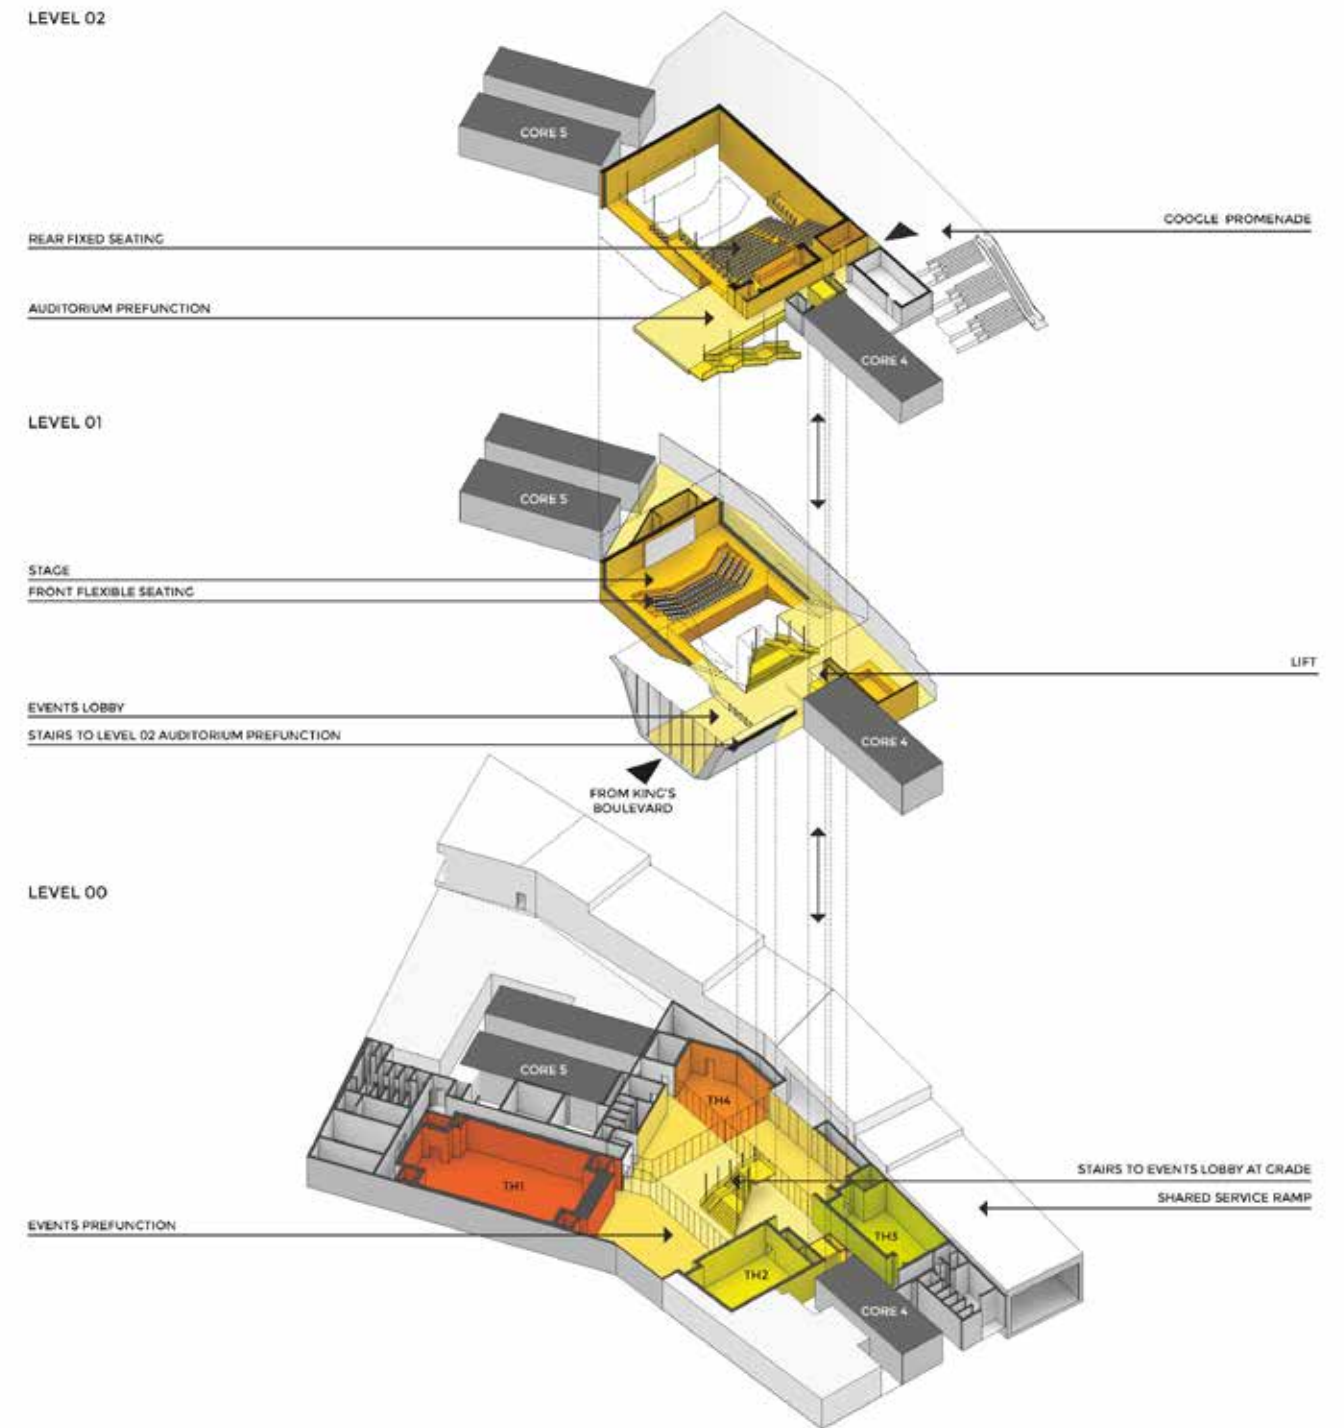 LEVEL 02
CORE 5
GOOGLE PROMENADE
REAR FIXED SEATING
AUDITORIUM PREFUNCTION
CORE 4
LEVEL 01
CORE 5
STAGE
FRONT FLEXIBLE SEATING
LIFT
EVENTS LOBBY
STAIRS TO LEVEL 02 AUDITORIUM PREFUNCTION
CORE 4
FROM KING'S
BOULEVARD
LEVEL 00
CORE 5
TH4
STAIRS TO EVENTS LOBBY AT GRADE
TH1
SHARED SERVICE RAMP
EVENTS PREFUNCTION
TH3
TH2
CORE 4